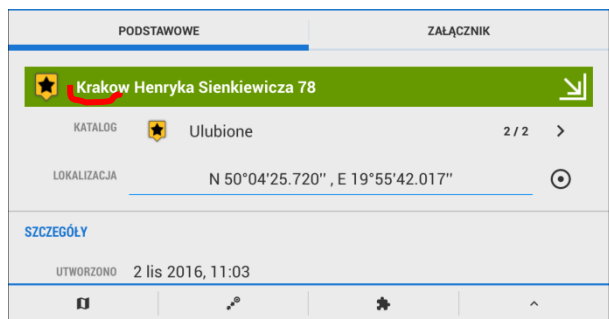 PODSTAWOWE ZAŁĄCZNIK
Krakow Henryka Sienkiewicza 78
KATALOG Ulubione 2 / 2
LOKALIZACJA N 50°04'25.720'' , E 19°55'42.017''
SZCZEGÓŁY
UTWORZONO 2 lis 2016, 11:03